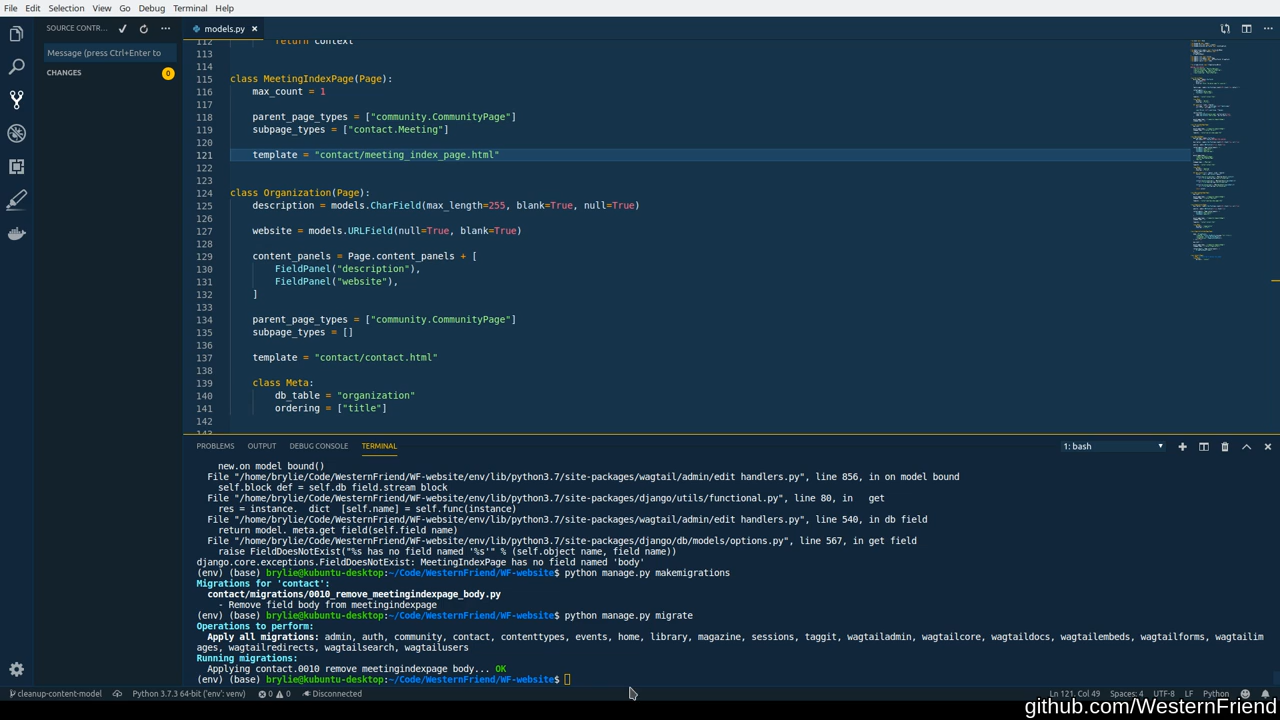 File Edit Selection View Go Debug Terminal Help
SOURCE CONTR...
models.py
Message (press Ctrl+Enter to
CHANGES 0
112 return context
113
114
115 class MeetingIndexPage(Page):
116 max_count = 1
117
118 parent_page_types = ["community.CommunityPage"]
119 subpage_types = ["contact.Meeting"]
120
121 template = "contact/meeting_index_page.html"
122
123
124 class Organization(Page):
125 description = models.CharField(max_length=255, blank=True, null=True)
126
127 website = models.URLField(null=True, blank=True)
128
129 content_panels = Page.content_panels + [
130 FieldPanel("description"),
131 FieldPanel("website"),
132 ]
133
134 parent_page_types = ["community.CommunityPage"]
135 subpage_types = []
136
137 template = "contact/contact.html"
138
139 class Meta:
140 db_table = "organization"
141 ordering = ["title"]
142
PROBLEMS OUTPUT DEBUG CONSOLE TERMINAL 1: bash
new.on model bound()
File "/home/brylie/Code/WesternFriend/WF-website/env/lib/python3.7/site-packages/wagtail/admin/edit handlers.py", line 856, in on model bound
self.block def = self.db field.stream block
File "/home/brylie/Code/WesternFriend/WF-website/env/lib/python3.7/site-packages/django/utils/functional.py", line 80, in get
res = instance. dict [self.name] = self.func(instance)
File "/home/brylie/Code/WesternFriend/WF-website/env/lib/python3.7/site-packages/wagtail/admin/edit handlers.py", line 540, in db field
return model. meta.get field(self.field name)
File "/home/brylie/Code/WesternFriend/WF-website/env/lib/python3.7/site-packages/django/db/models/options.py", line 567, in get field
raise FieldDoesNotExist("%s has no field named '%s'" % (self.object name, field name))
django.core.exceptions.FieldDoesNotExist: MeetingIndexPage has no field named 'body'
(env) (base) brylie@kubuntu-desktop:~/Code/WesternFriend/WF-website$ python manage.py makemigrations
Migrations for 'contact':
contact/migrations/0010_remove_meetingindexpage_body.py
- Remove field body from meetingindexpage
(env) (base) brylie@kubuntu-desktop:~/Code/WesternFriend/WF-website$ python manage.py migrate
Operations to perform:
Apply all migrations: admin, auth, community, contact, contenttypes, events, home, library, magazine, sessions, taggit, wagtailadmin, wagtailcore, wagtaildocs, wagtailembeds, wagtailforms, wagtailim
ages, wagtailredirects, wagtailsearch, wagtailusers
Running migrations:
Applying contact.0010 remove meetingindexpage body... OK
(env) (base) brylie@kubuntu-desktop:~/Code/WesternFriend/WF-website$
cleanup-content-model Python 3.7.3 64-bit ('env': venv) 0 0 Disconnected Ln 121, Col 49 Spaces: 4 UTF-8 LF Python
github.com/WesternFriend